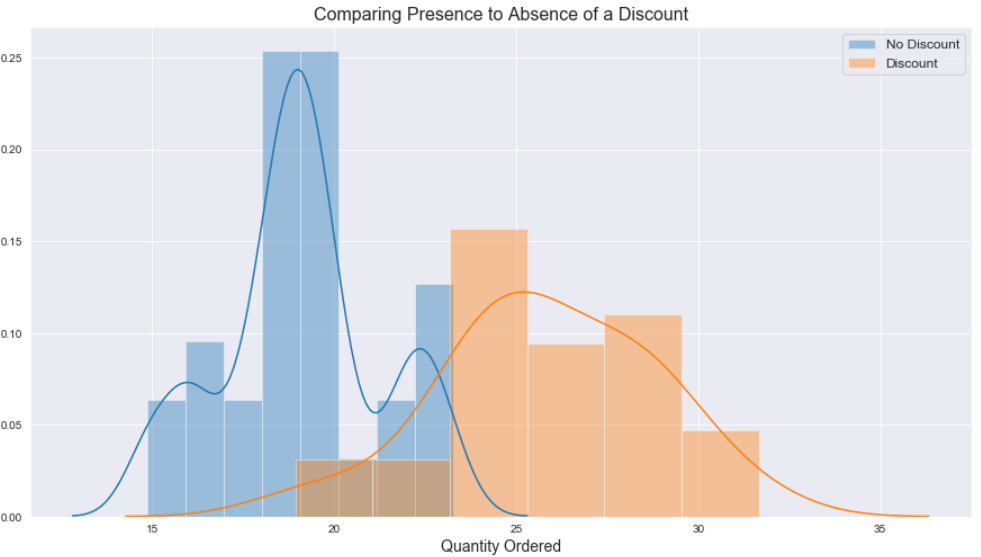 Comparing Presence to Absence of a Discount
No Discount
Discount
0.25
0.20
0.15
0.10
0.05
0.00
15 20 25 30 35
Quantity Ordered